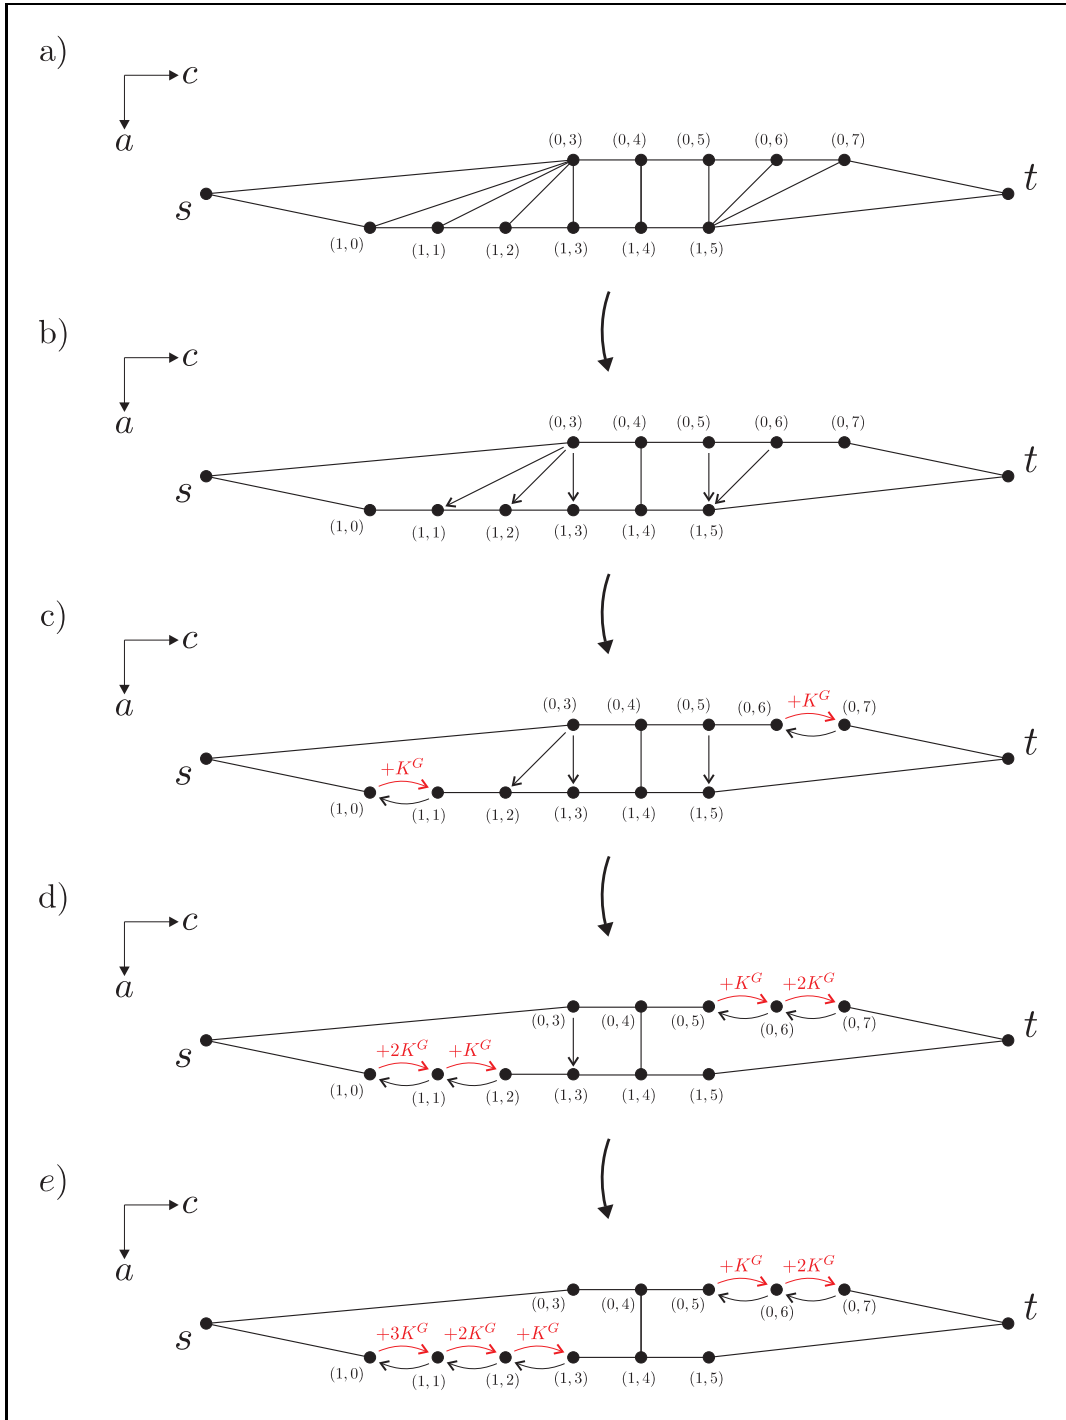 a)
c
a
(0, 3) (0, 4) (0, 5) (0, 6) (0, 7)
s t
(1, 0) (1, 1) (1, 2) (1, 3) (1, 4) (1, 5)
b)
c
a
(0, 3) (0, 4) (0, 5) (0, 6) (0, 7)
s t
(1, 0) (1, 1) (1, 2) (1, 3) (1, 4) (1, 5)
c)
c
a
(0, 3) (0, 4) (0, 5) (0, 6) +K^G (0, 7)
s t
+K^G
(1, 0) (1, 1) (1, 2) (1, 3) (1, 4) (1, 5)
d)
c
a
+K^G +2K^G
(0, 3) (0, 4) (0, 5) (0, 6) (0, 7)
s t
+2K^G +K^G
(1, 0) (1, 1) (1, 2) (1, 3) (1, 4) (1, 5)
e)
c
a
+K^G +2K^G
(0, 3) (0, 4) (0, 5) (0, 6) (0, 7)
s t
+3K^G +2K^G +K^G
(1, 0) (1, 1) (1, 2) (1, 3) (1, 4) (1, 5)